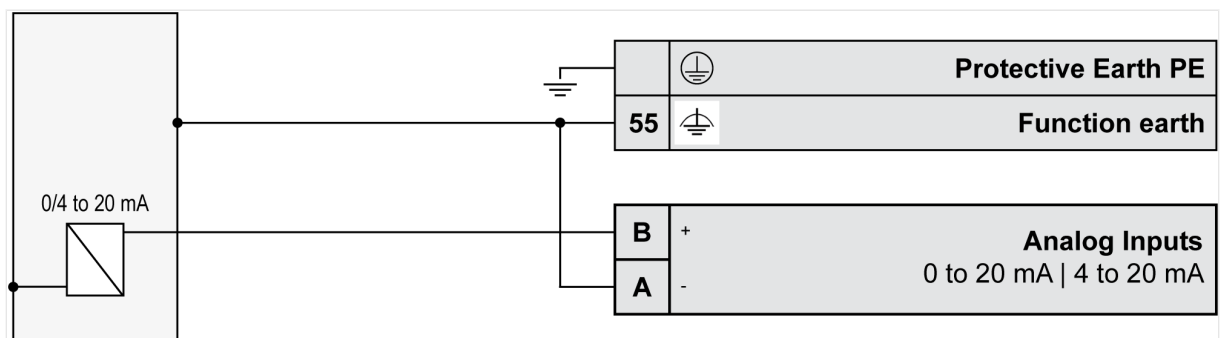 Protective Earth PE
55 Function earth
0/4 to 20 mA
B + Analog Inputs
0 to 20 mA | 4 to 20 mA
A -